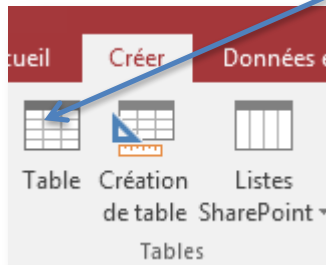 cueil Créer Données e
Table Création Listes
de table SharePoint
Tables